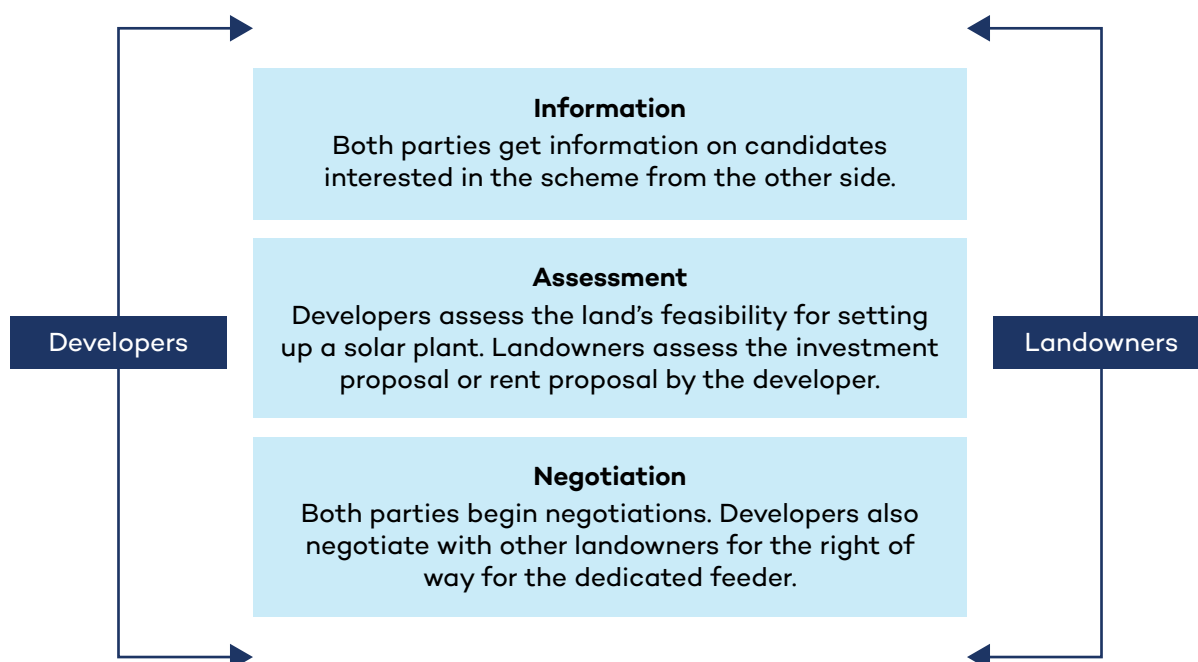 Information
Both parties get information on candidates
interested in the scheme from the other side.
Assessment
Developers assess the land's feasibility for setting
up a solar plant. Landowners assess the investment
proposal or rent proposal by the developer.
Developers
Landowners
Negotiation
Both parties begin negotiations. Developers also
negotiate with other landowners for the right of
way for the dedicated feeder.